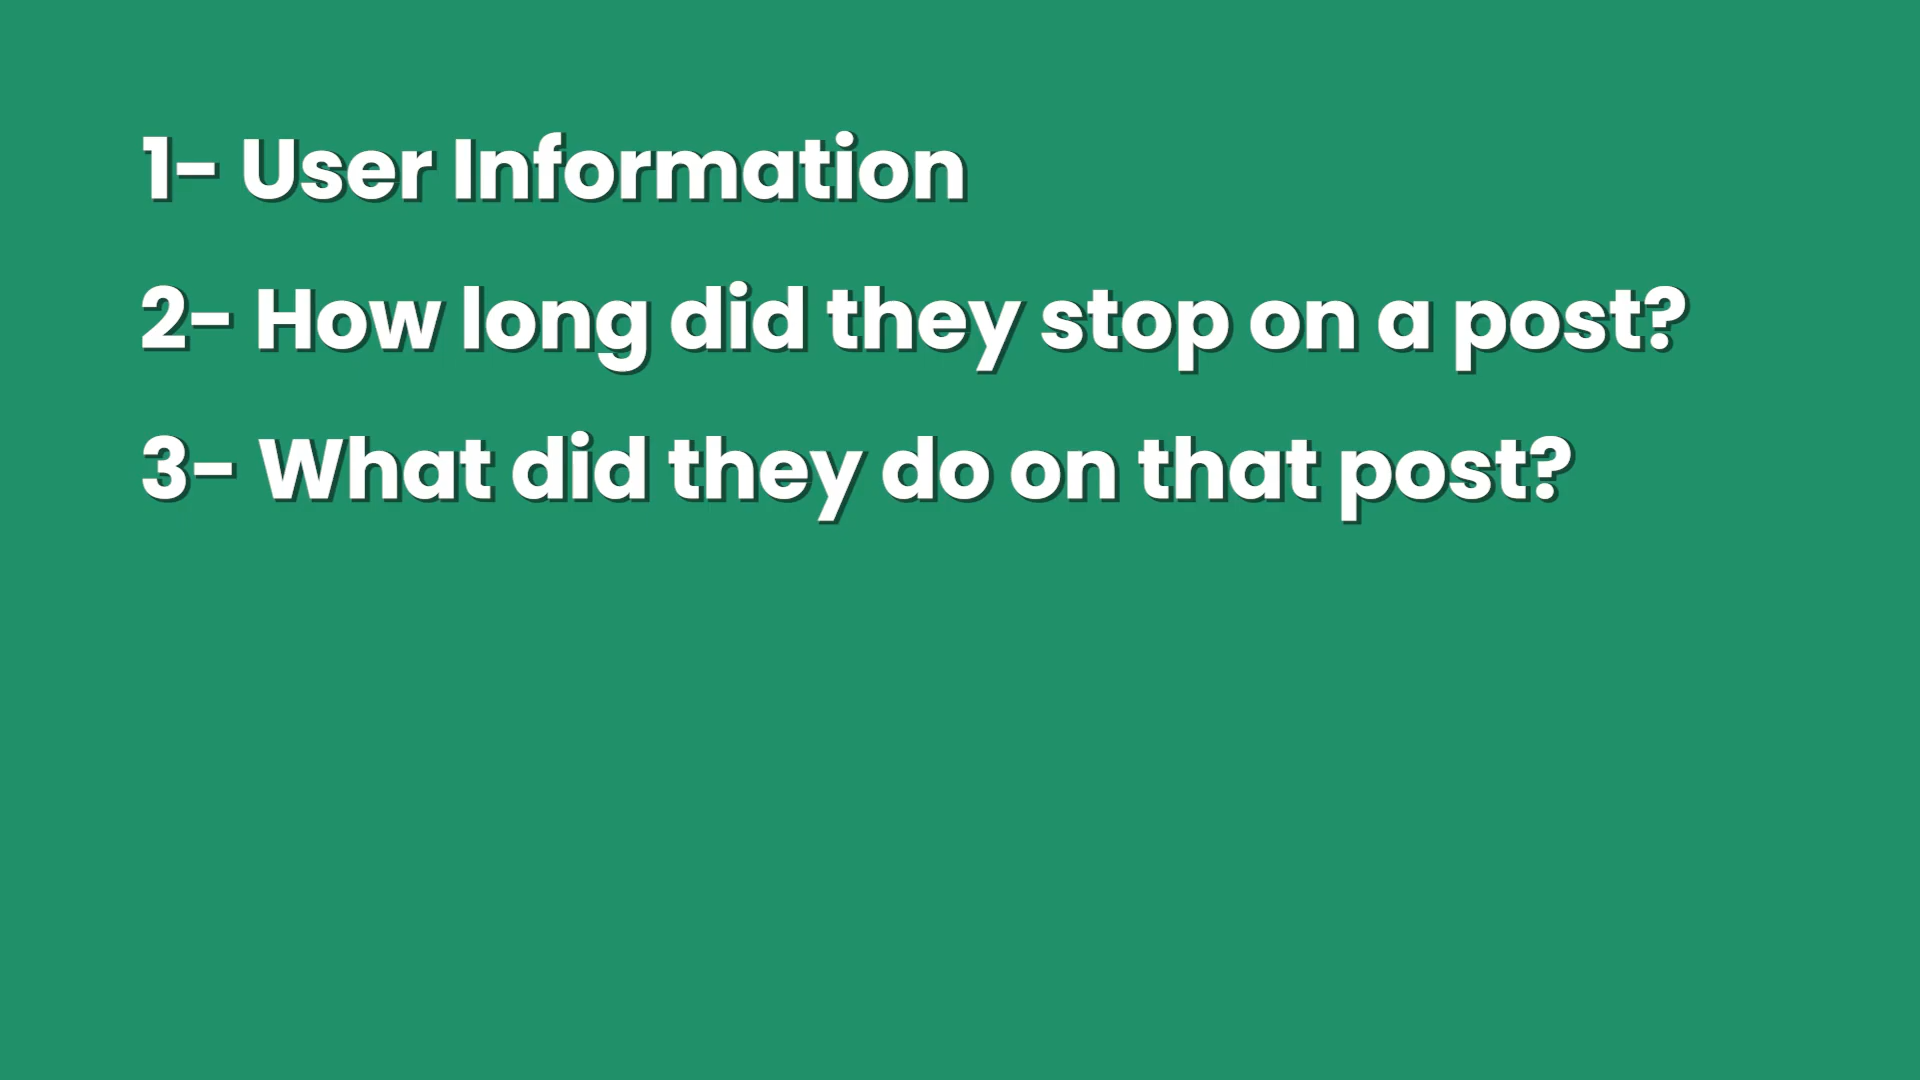 1- User Information
2- How long did they stop on a post?
3- What did they do on that post?